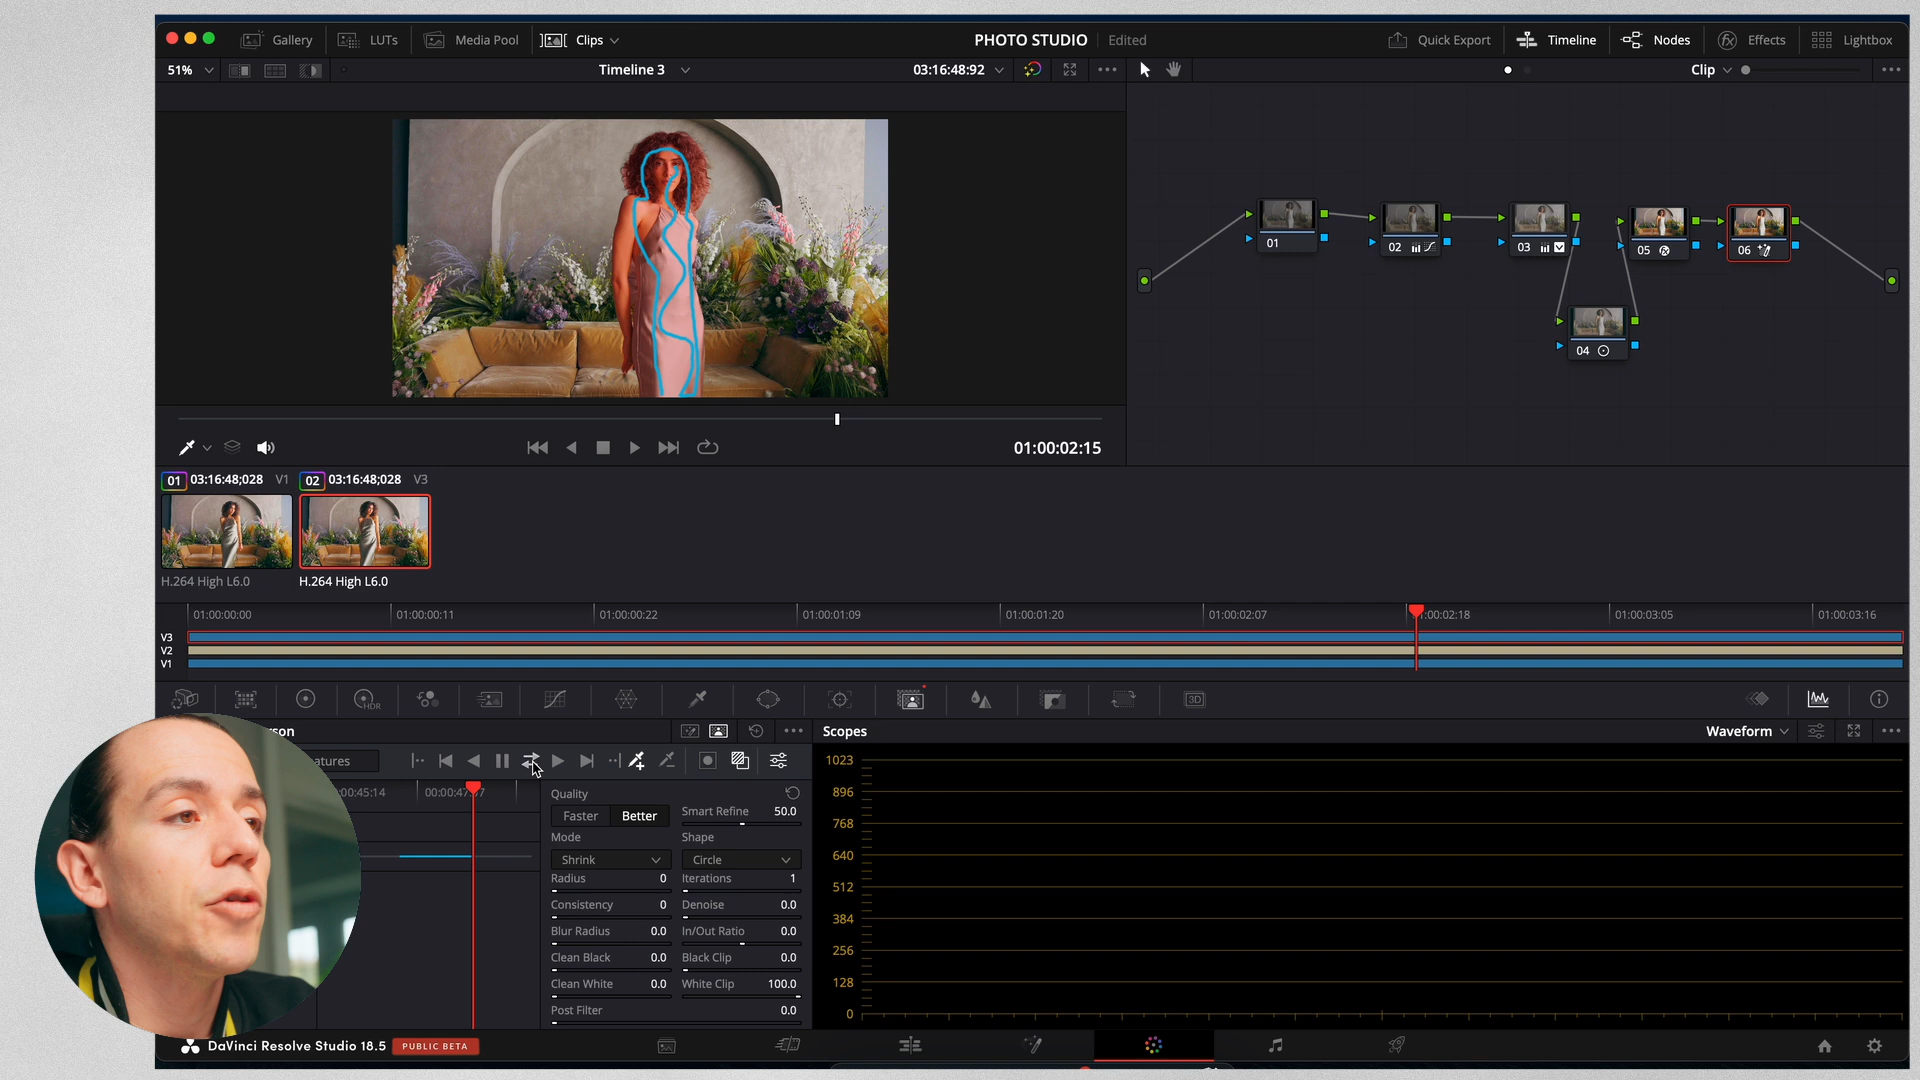 Gallery LUTs Media Pool Clips PHOTO STUDIO Edited Quick Export Timeline Nodes Effects Lightbox
51% Timeline 3 03:16:48:92 Clip
01 02 03 05 06
04
01:00:02:15
01 03:16:48;028 V1 02 03:16:48;028 V3
H.264 High L6.0 H.264 High L6.0
01:00:00:00 01:00:00:11 01:00:00:22 01:00:01:09 01:00:01:20 01:00:02:07 :00:02:18 01:00:03:05 01:00:03:16
V3
V2
V1
HDR 3D
rson Scopes Waveform
atures
:00:45:14 00:00:47:
Quality
Faster Better Smart Refine 50.0
Mode Shape
Shrink Circle
Radius 0 Iterations 1
Consistency 0 Denoise 0.0
Blur Radius 0.0 In/Out Ratio 0.0
Clean Black 0.0 Black Clip 0.0
Clean White 0.0 White Clip 100.0
Post Filter 0.0
1023
896
768
640
512
384
256
128
0
DaVinci Resolve Studio 18.5 PUBLIC BETA